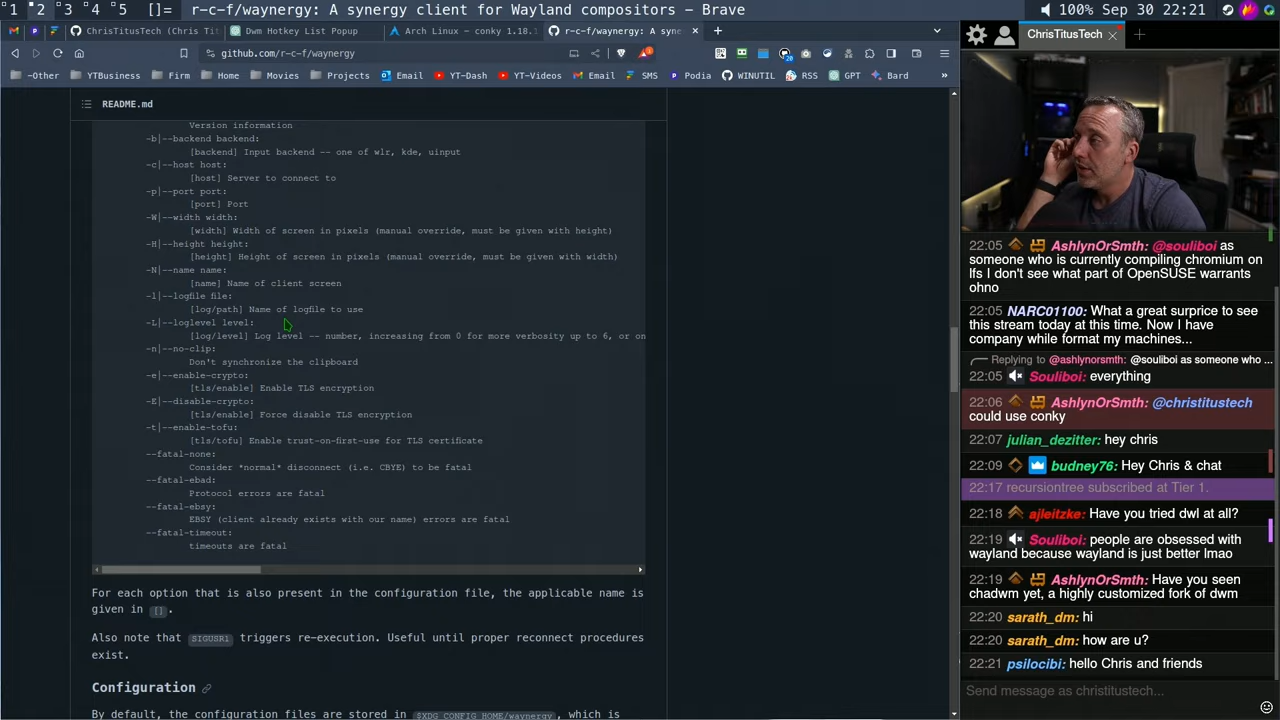 1 2 3 4 5 []= r-c-f/waynergy: A synergy client for Wayland compositors - Brave 100% Sep 30 22:21
ChrisTitusTech (Chris Ti Dwm Hotkey List Popup Arch Linux - conky 1.18. r-c-f/waynergy: A syne
github.com/r-c-f/waynergy
-Other YTBusiness Firm Home Movies Projects Email YT-Dash YT-Videos Email SMS Podia WINUTIL RSS GPT Bard
README.md
Version information
-b|--backend backend:
[backend] Input backend -- one of wlr, kde, uinput
-c|--host host:
[host] Server to connect to
-p|--port port:
[port] Port
-W|--width width:
[width] Width of screen in pixels (manual override, must be given with height)
-H|--height height:
[height] Height of screen in pixels (manual override, must be given with width)
-N|--name name:
[name] Name of client screen
-l|--logfile file:
[log/path] Name of logfile to use
-L|--loglevel level:
[log/level] Log level -- number, increasing from 0 for more verbosity up to 6, or on
-n|--no-clip:
Don't synchronize the clipboard
-e|--enable-crypto:
[tls/enable] Enable TLS encryption
-E|--disable-crypto:
[tls/enable] Force disable TLS encryption
-t|--enable-tofu:
[tls/tofu] Enable trust-on-first-use for TLS certificate
--fatal-none:
Consider *normal* disconnect (i.e. CBYE) to be fatal
--fatal-ebad:
Protocol errors are fatal
--fatal-ebsy:
EBSY (client already exists with our name) errors are fatal
--fatal-timeout:
timeouts are fatal
For each option that is also present in the configuration file, the applicable name is
given in [].
Also note that SIGUSR1 triggers re-execution. Useful until proper reconnect procedures
exist.
Configuration
By default, the configuration files are stored in $XDG_CONFIG_HOME/waynergy, which is
ChrisTitusTech
22:05 AshlynOrSmth: @souliboi as
someone who is currently compiling chromium on
lfs I don't see what part of OpenSUSE warrants
ohno
22:05 NARC01100: What a great surprice to see
this stream today at this time. Now I have
company while format my machines...
Replying to @ashlynorsmth: @souliboi as someone who ...
22:05 Souliboi: everything
22:06 AshlynOrSmth: @christitustech
could use conky
22:07 julian_dezitter: hey chris
22:09 budney76: Hey Chris & chat
22:17 recursiontree subscribed at Tier 1.
22:18 ajleitzke: Have you tried dwl at all?
22:19 Souliboi: people are obsessed with
wayland because wayland is just better lmao
22:19 AshlynOrSmth: Have you seen
chadwm yet, a highly customized fork of dwm
22:20 sarath_dm: hi
22:20 sarath_dm: how are u?
22:21 psilocibi: hello Chris and friends
Send message as christitustech...